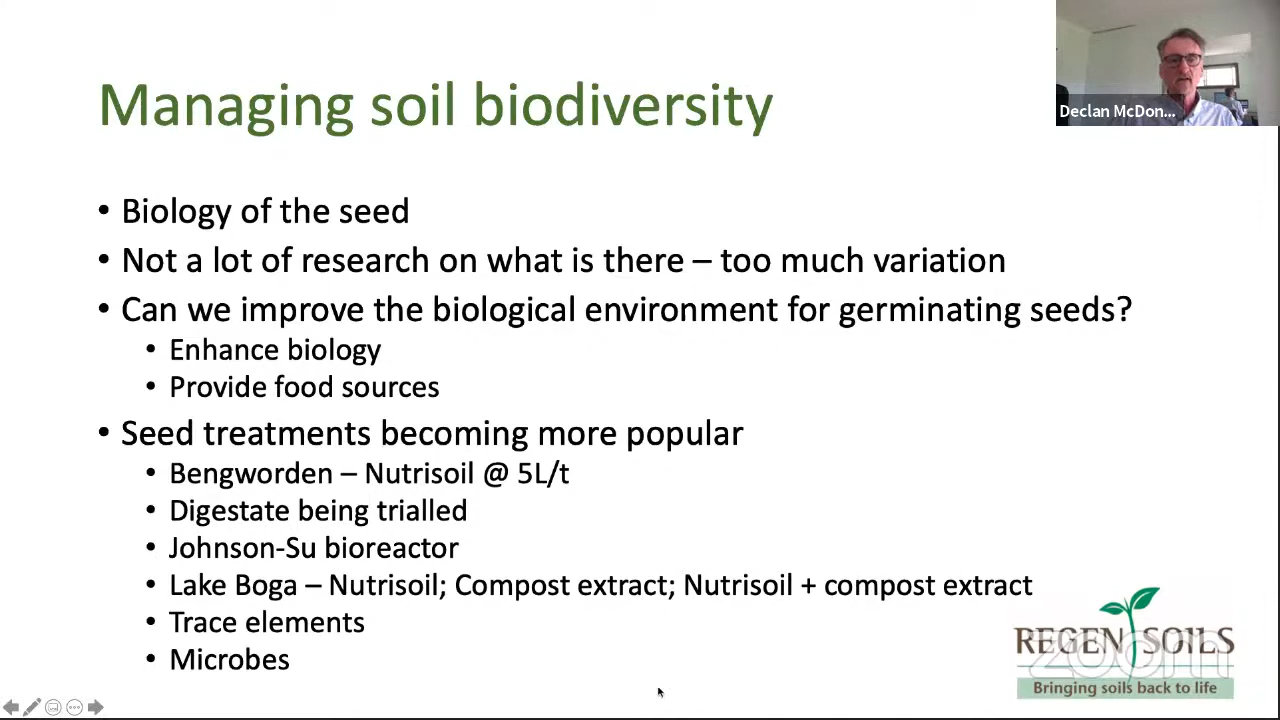 Managing soil biodiversity
Declan McDon...
• Biology of the seed
• Not a lot of research on what is there – too much variation
• Can we improve the biological environment for germinating seeds?
• Enhance biology
• Provide food sources
• Seed treatments becoming more popular
• Bengworden – Nutrisoil @ 5L/t
• Digestate being trialled
• Johnson-Su bioreactor
• Lake Boga – Nutrisoil; Compost extract; Nutrisoil + compost extract
• Trace elements
• Microbes
REGEN SOILS
zoom
Bringing soils back to life